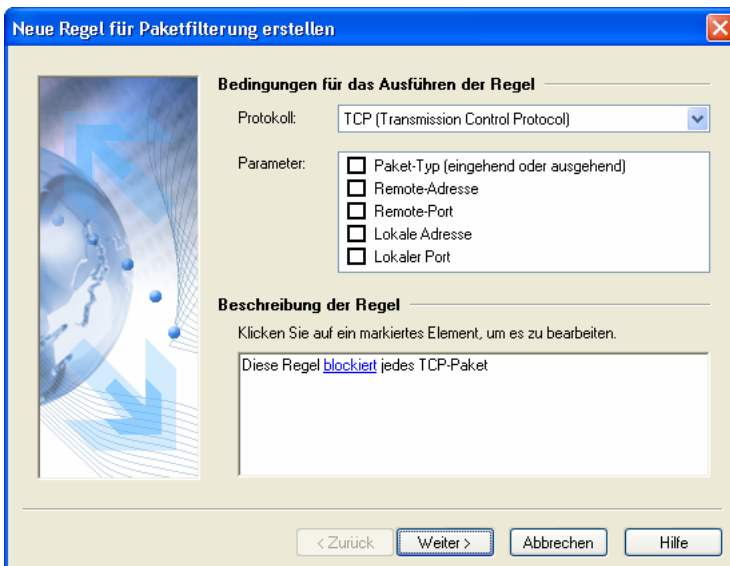 Neue Regel für Paketfilterung erstellen
Bedingungen für das Ausführen der Regel
Protokoll:
TCP (Transmission Control Protocol)
Parameter:
Paket-Typ (eingehend oder ausgehend)
Remote-Adresse
Remote-Port
Lokale Adresse
Lokaler Port
Beschreibung der Regel
Klicken Sie auf ein markiertes Element, um es zu bearbeiten.
Diese Regel blockiert jedes TCP-Paket
< Zurück
Weiter >
Abbrechen
Hilfe